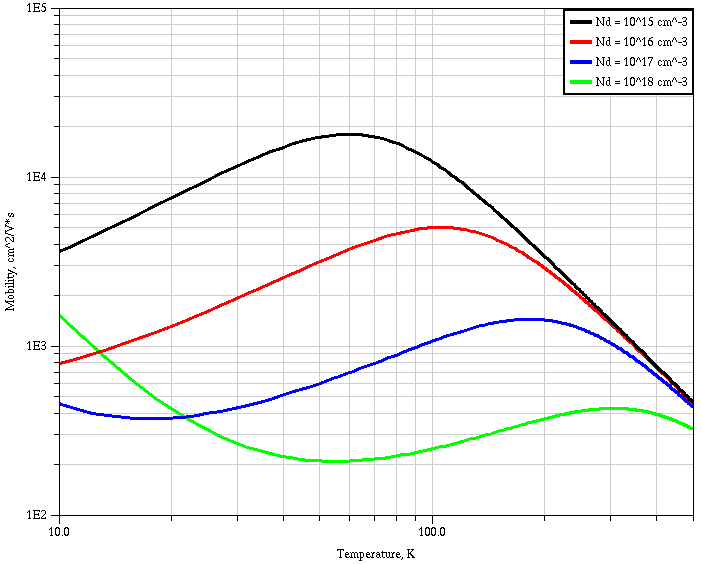 1E5
Nd = 10^15 cm^-3
Nd = 10^16 cm^-3
Nd = 10^17 cm^-3
Nd = 10^18 cm^-3
1E4
Mobility, cm^2/V*s
1E3
1E2
10.0
100.0
Temperature, K